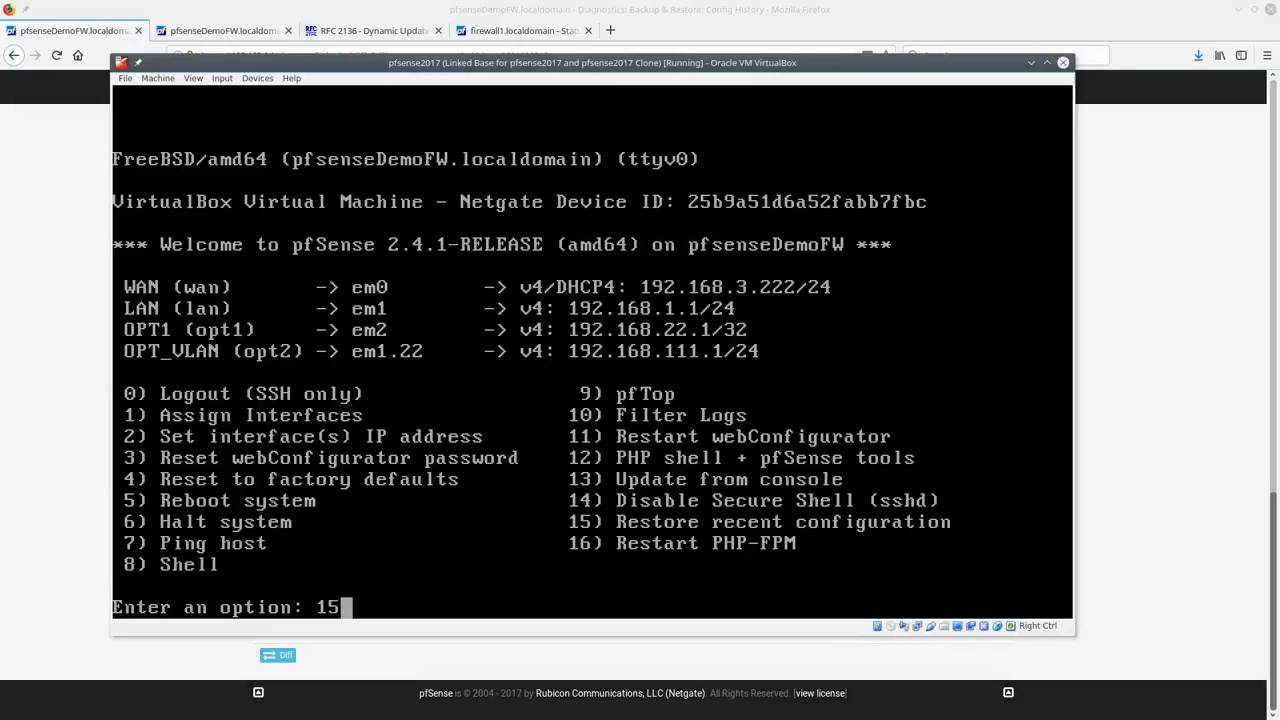 pfsenseDemoFW.localdomain - Diagnostics: Backup & Restore: Config History - Mozilla Firefox
pfsenseDemoFW.localdomain
pfsenseDemoFW.localdoma
RFC 2136 - Dynamic Update
firewall1.localdomain - Stat
pfsense2017 (Linked Base for pfsense2017 and pfsense2017 Clone) [Running] - Oracle VM VirtualBox
File Machine View Input Devices Help
FreeBSD/amd64 (pfsenseDemoFW.localdomain) (ttyv0)
VirtualBox Virtual Machine - Netgate Device ID: 25b9a51d6a52fabb7fbc
*** Welcome to pfSense 2.4.1-RELEASE (amd64) on pfsenseDemoFW ***
WAN (wan) -> em0 -> v4/DHCP4: 192.168.3.222/24
LAN (lan) -> em1 -> v4: 192.168.1.1/24
OPT1 (opt1) -> em2 -> v4: 192.168.22.1/32
OPT_VLAN (opt2) -> em1.22 -> v4: 192.168.111.1/24
0) Logout (SSH only) 9) pfTop
1) Assign Interfaces 10) Filter Logs
2) Set interface(s) IP address 11) Restart webConfigurator
3) Reset webConfigurator password 12) PHP shell + pfSense tools
4) Reset to factory defaults 13) Update from console
5) Reboot system 14) Disable Secure Shell (sshd)
6) Halt system 15) Restore recent configuration
7) Ping host 16) Restart PHP-FPM
8) Shell
Enter an option: 15
Right Ctrl
Diff
pfSense is © 2004 - 2017 by Rubicon Communications, LLC (Netgate). All Rights Reserved. [view license]